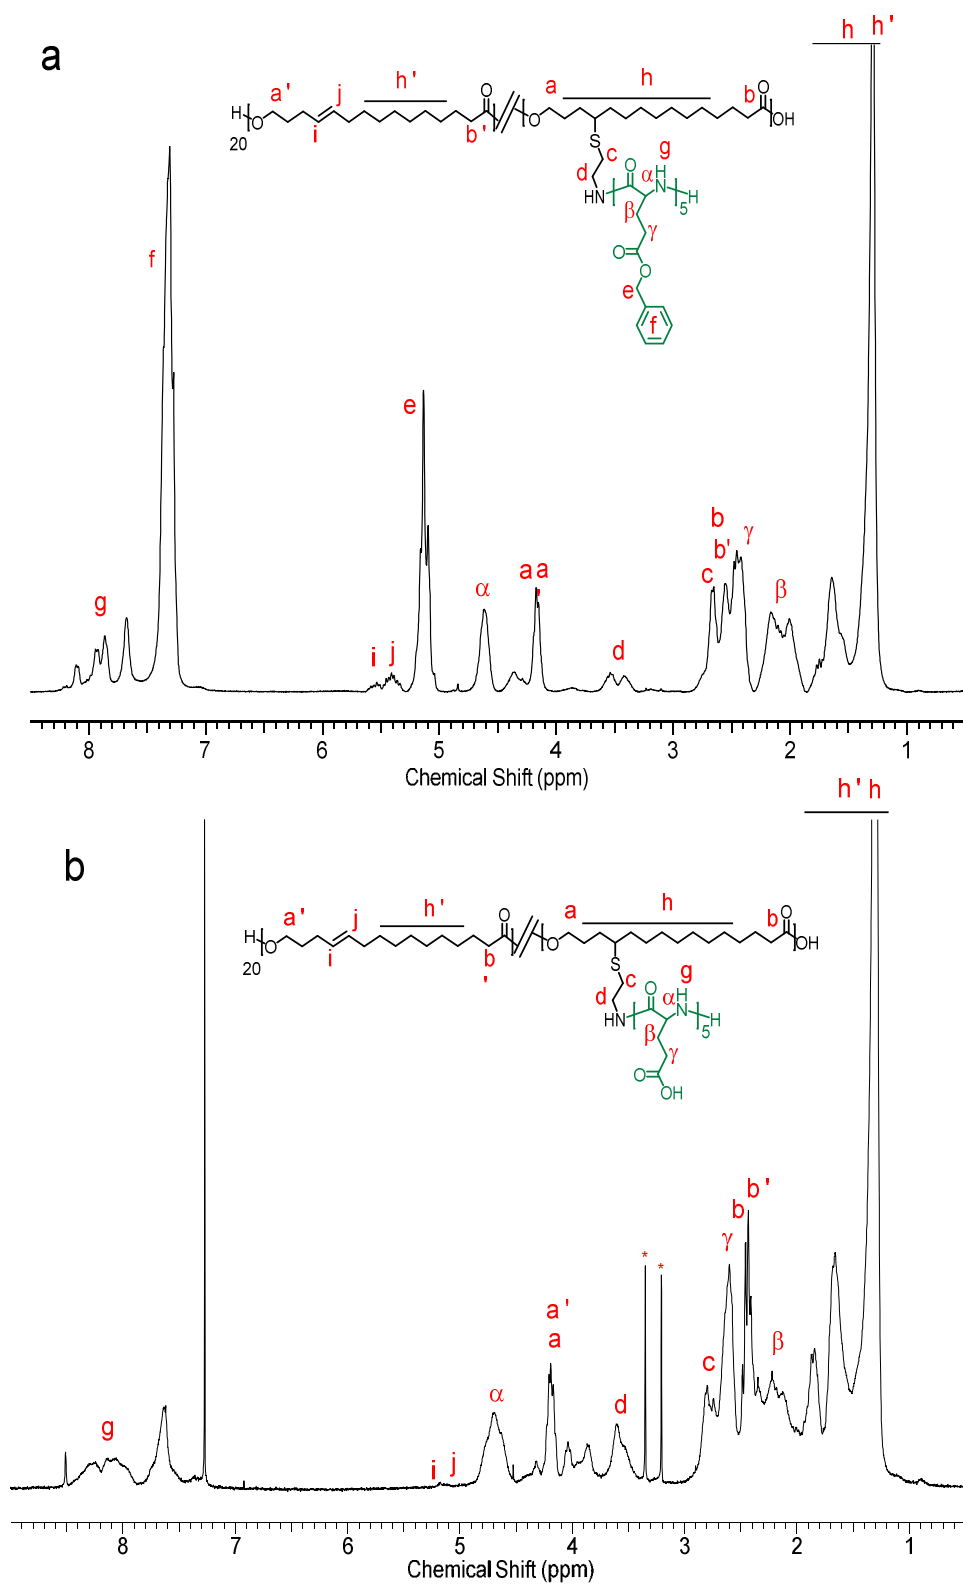 a
h h'
a' j h' b' i
a h b
H O 20 O O OH
S c g
d O H
HN α N H 5
β γ
O O
e
f
f
e
g
i j
α
a a '
d
c b b' γ
β
8 7 6 5 4 3 2 1
Chemical Shift (ppm)
b
h' h
a' j h' b ' i
a h b
H O 20 O O OH
S c g
d O H
HN α N H 5
β γ
O OH
g
i j
α
a '
a
d
* *
c γ b b'
β
8 7 6 5 4 3 2 1
Chemical Shift (ppm)